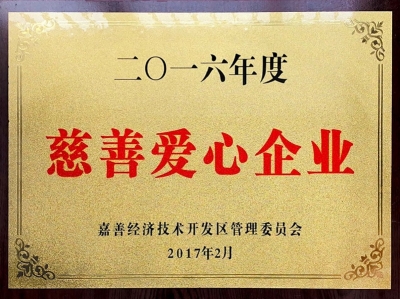 二〇一六年度
慈善爱心企业
嘉善经济技术开发区管理委员会
2017年2月